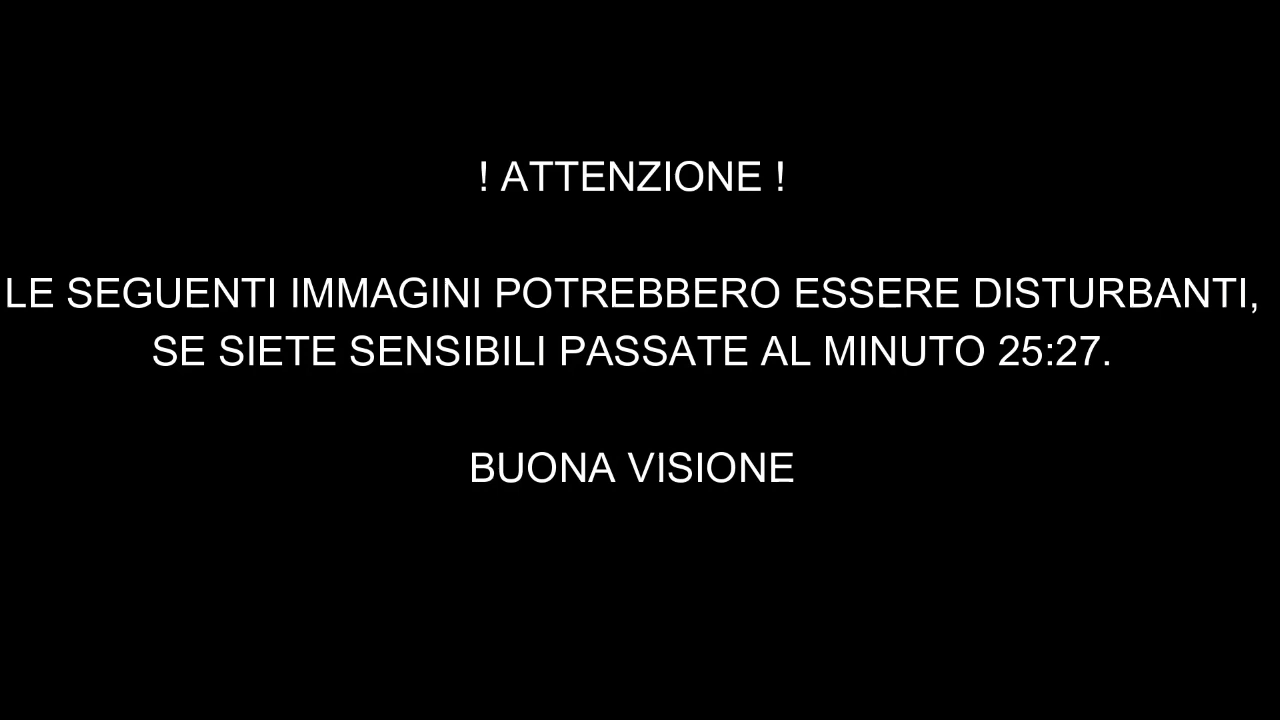 ! ATTENZIONE !
LE SEGUENTI IMMAGINI POTREBBERO ESSERE DISTURBANTI,
SE SIETE SENSIBILI PASSATE AL MINUTO 25:27.
BUONA VISIONE